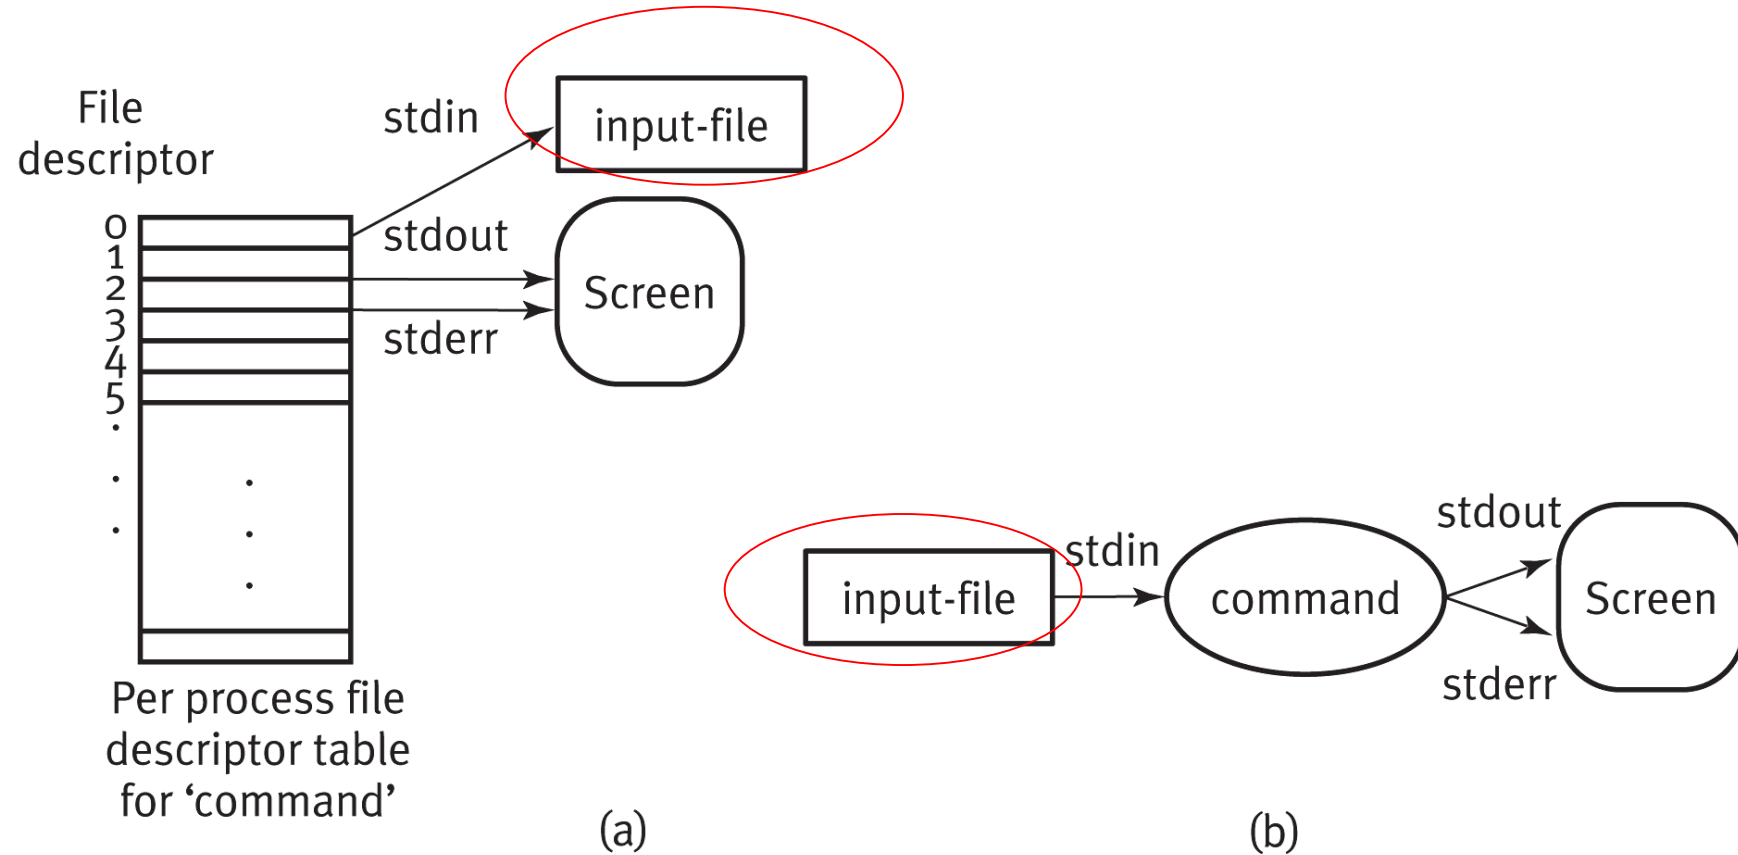 File
descriptor
stdin
input-file
0
1
2
3
4
5
.
.
.
.
.
.
stdout
Screen
stderr
Per process file
descriptor table
for ‘command’
(a)
input-file
stdin
command
stdout
stderr
Screen
(b)